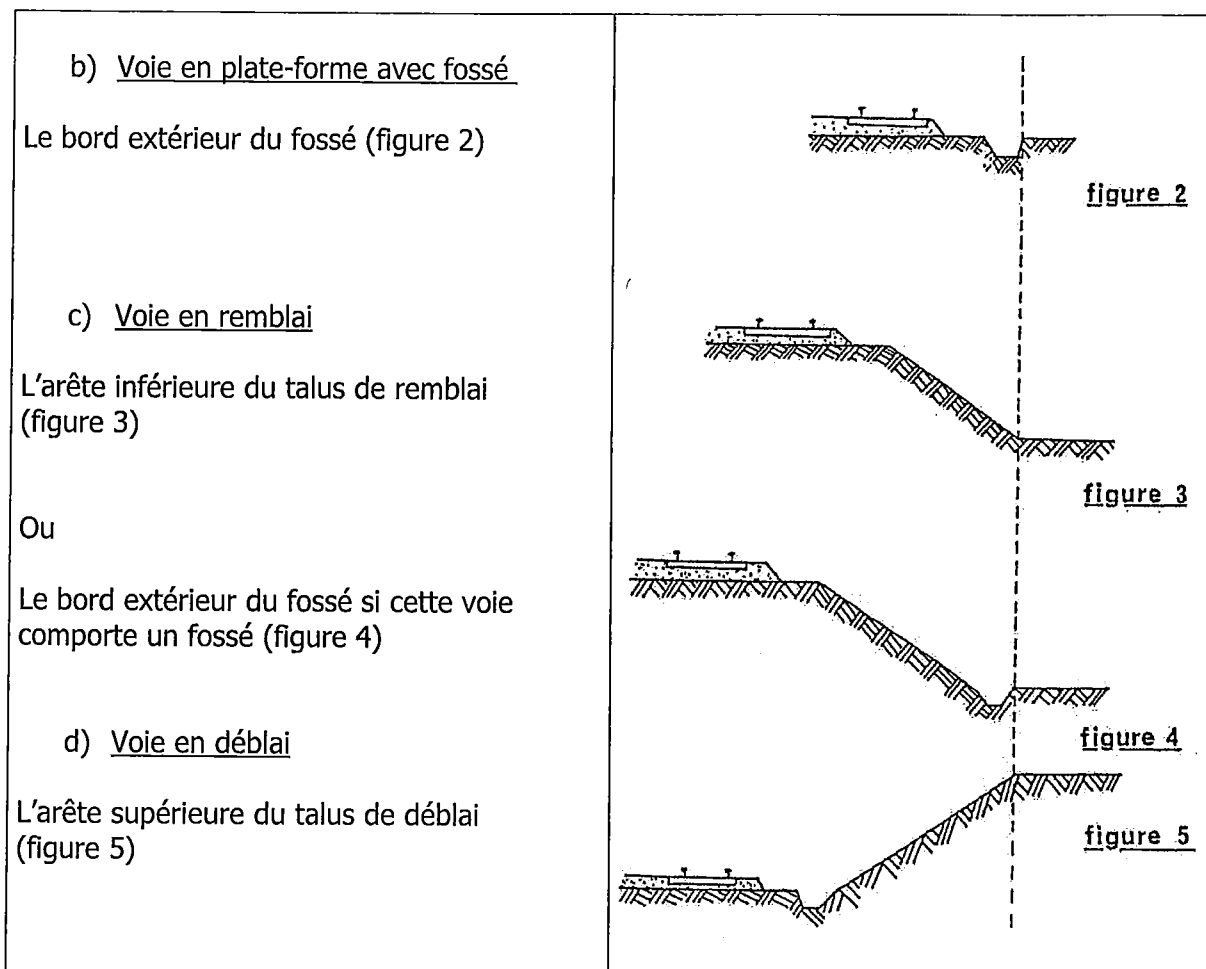 b) Voie en plate-forme avec fossé
Le bord extérieur du fossé (figure 2)
figure 2
c) Voie en remblai
L'arête inférieure du talus de remblai
(figure 3)
figure 3
Ou
Le bord extérieur du fossé si cette voie
comporte un fossé (figure 4)
figure 4
d) Voie en déblai
L'arête supérieure du talus de déblai
(figure 5)
figure 5